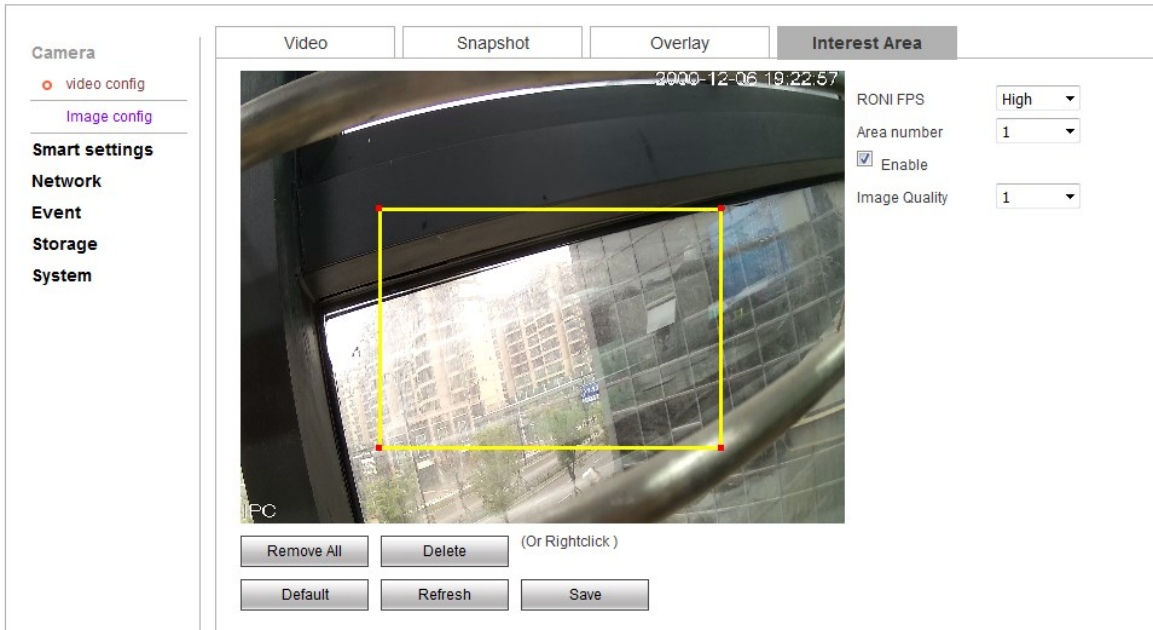 Video
Snapshot
Overlay
Interest Area
Camera
video config
Image config
Smart settings
Network
Event
Storage
System
2000-12-06 19:22:57
IPC
RONI FPS High
Area number 1
Enable
Image Quality 1
Remove All
Delete
(Or Rightclick )
Default
Refresh
Save